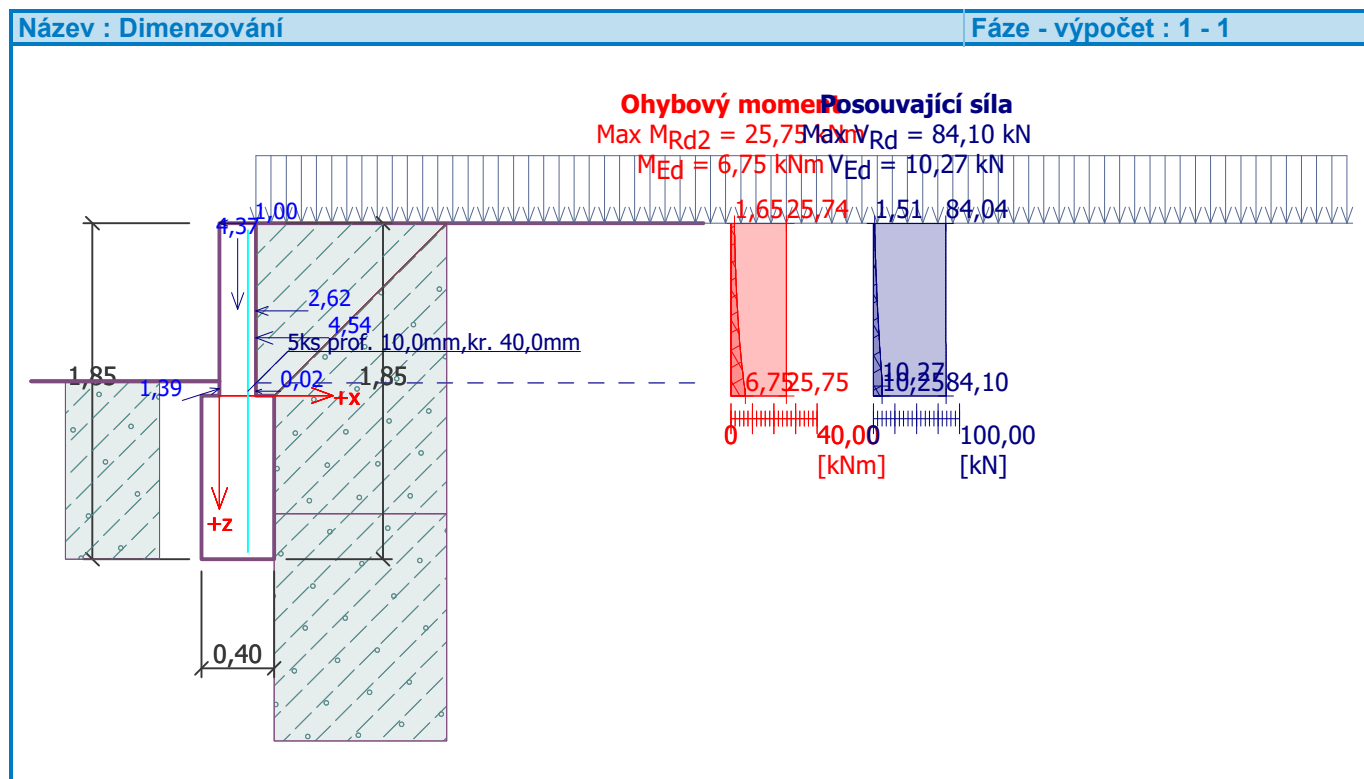 Název : Dimenzování
Fáze - výpočet : 1 - 1
Ohybový moment
Max MRd2 = 25,75 kNm
MEd = 6,75 kNm
Posouvající síla
Max VRd = 84,10 kN
VEd = 10,27 kN
1,00
4,37
1,65
25,74
1,51
84,04
2,62
4,54
5ks prof. 10,0mm,kr. 40,0mm
1,85
1,39
0,02
1,85
+x
6,75
25,75
10,27
10,25
84,10
0
40,00
[kNm]
0
100,00
[kN]
+z
0,40